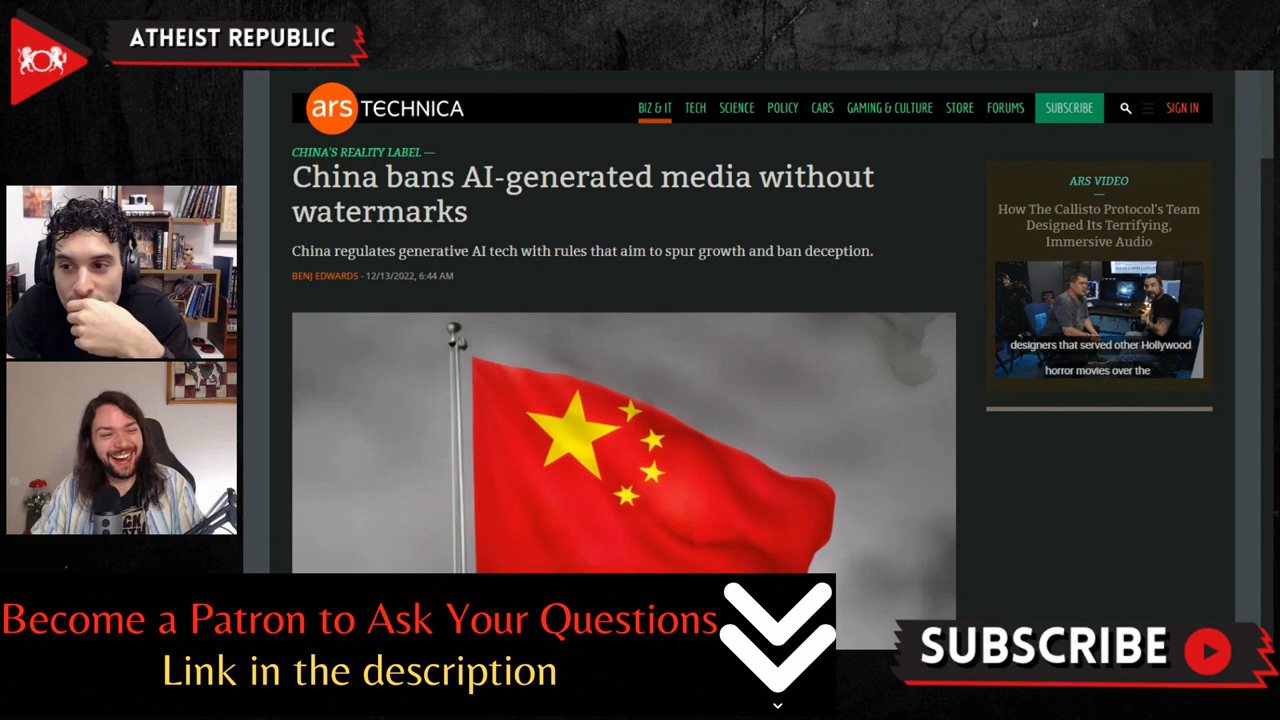 ATHEIST REPUBLIC
ars TECHNICA
BIZ & IT TECH SCIENCE POLICY CARS GAMING & CULTURE STORE FORUMS SUBSCRIBE SIGN IN
CHINA'S REALITY LABEL —
China bans AI-generated media without
watermarks
China regulates generative AI tech with rules that aim to spur growth and ban deception.
BENJ EDWARDS - 12/13/2022, 6:44 AM
ARS VIDEO
How The Callisto Protocol's Team
Designed Its Terrifying,
Immersive Audio
designers that served other Hollywood
horror movies over the
Become a Patron to Ask Your Questions
Link in the description
SUBSCRIBE